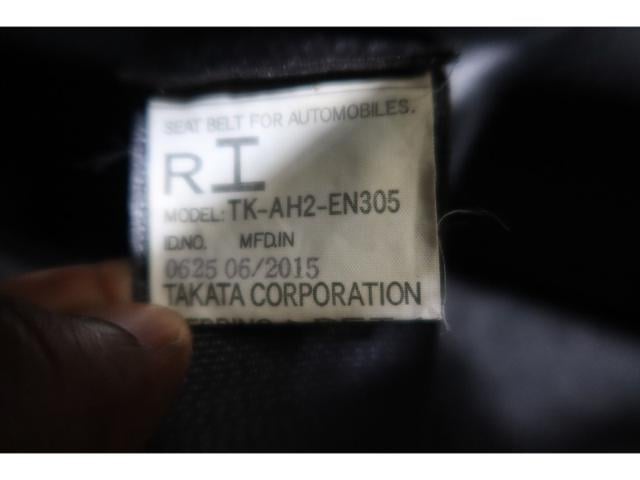 SEAT BELT FOR AUTOMOBILES.
RI
MODEL: TK-AH2-EN305
ID.NO. MFD.IN
0625 06/2015
TAKATA CORPORATION